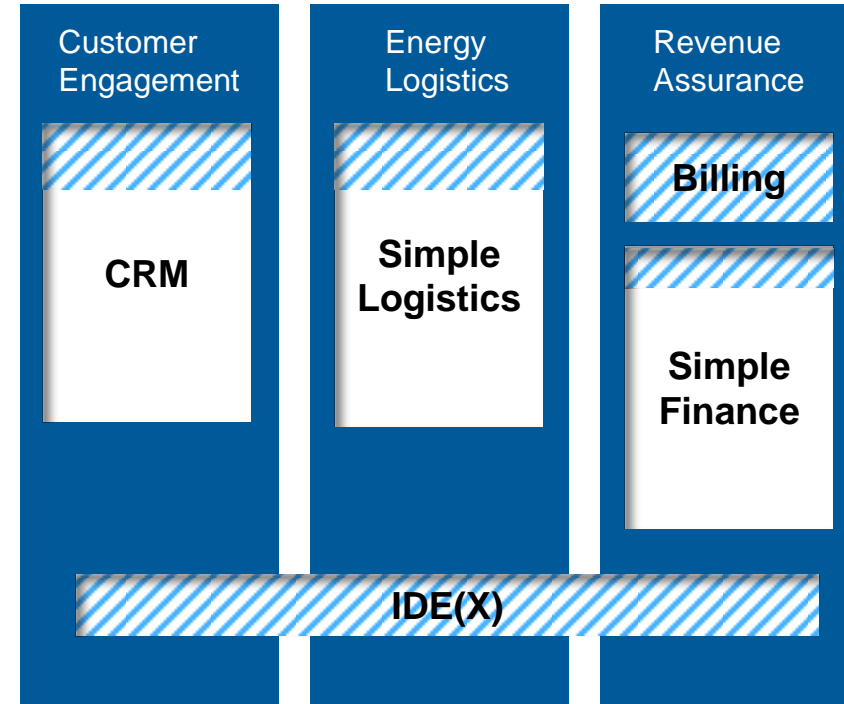 Customer
Engagement
Energy
Logistics
Revenue
Assurance
CRM
Simple
Logistics
Billing
Simple
Finance
IDE(X)